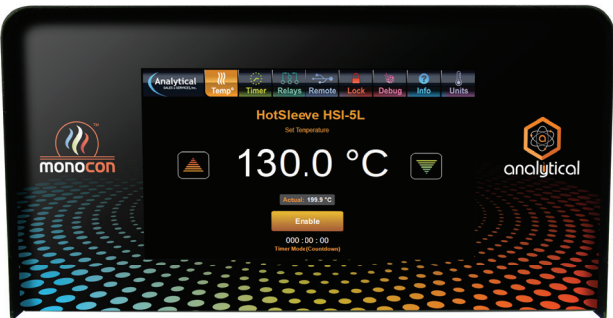 Analytical
SALES & SERVICES, Inc.
Temp°
Timer
Relays
Remote
Lock
Debug
Info
Units
HotSleeve HSI-5L
Set Temperature
130.0 °C
monocon
TM
analytical
Actual: 199.9 °C
Enable
000 : 00 : 00
Timer Mode(Countdown)